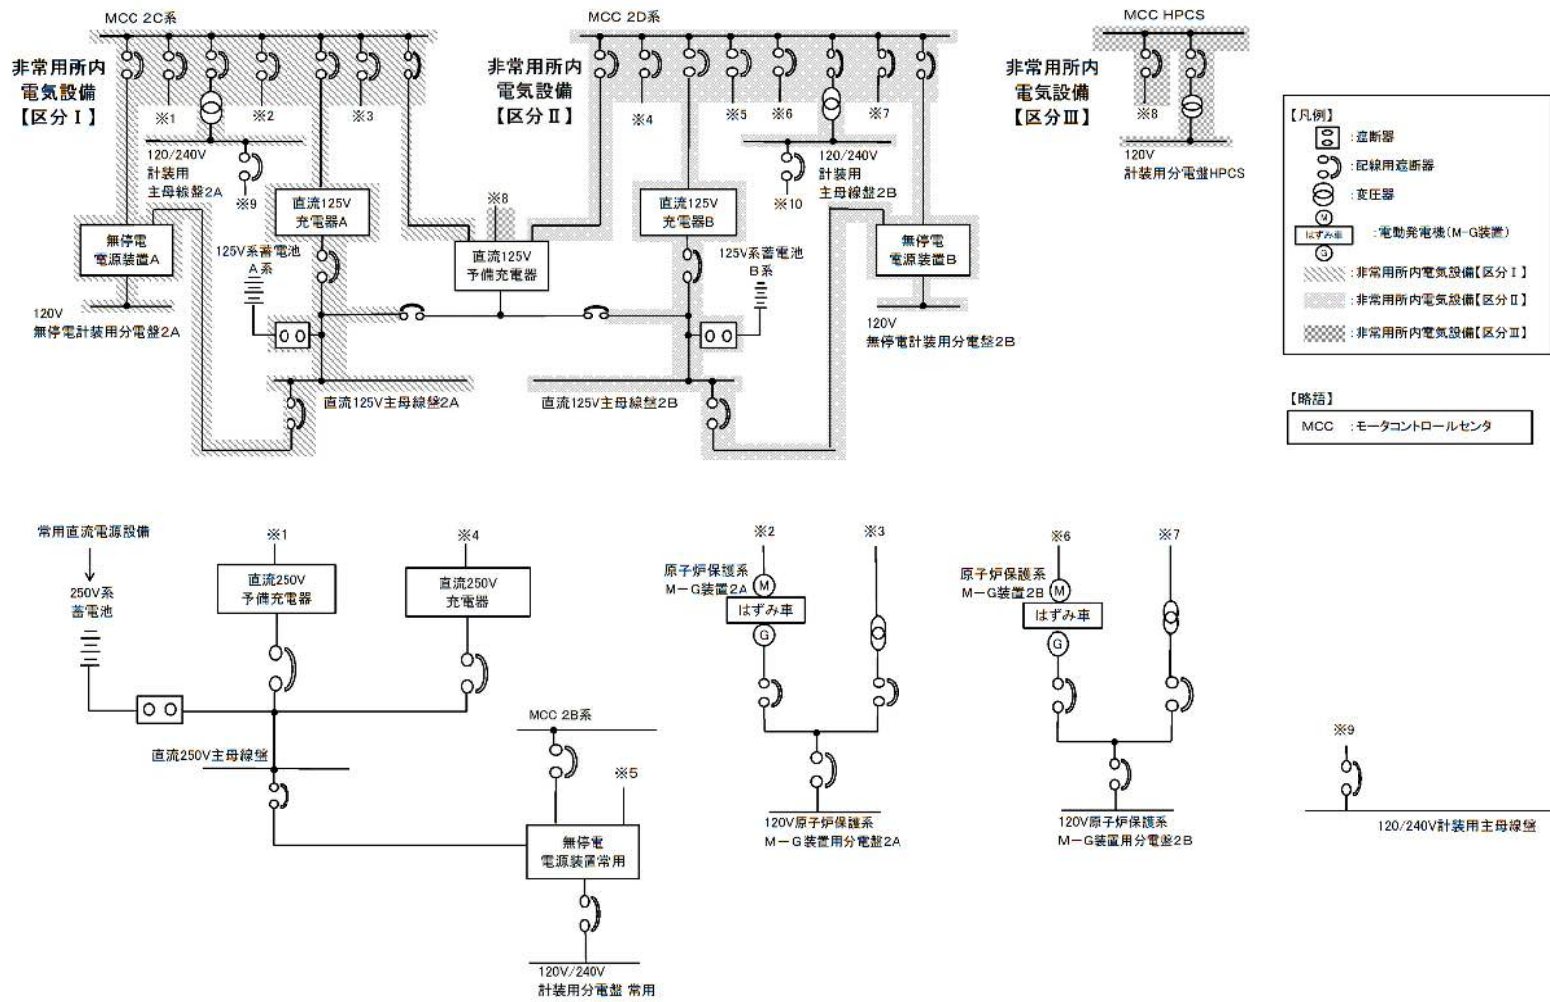 MCC 2C系
MCC 2D系
MCC HPCS
非常用所内
電気設備
【区分Ⅰ】
※1
※2
※3
120/240V
計装用
主母線盤2A
※9
直流125V
充電器A
無停電
電源装置A
125V系蓄電池
A系
120V
無停電計装用分電盤2A
直流125V主母線盤2A
※8
直流125V
予備充電器
非常用所内
電気設備
【区分Ⅱ】
※4
※5
※6
※7
120/240V
計装用
主母線盤2B
※10
直流125V
充電器B
125V系蓄電池
B系
無停電
電源装置B
120V
無停電計装用分電盤2B
直流125V主母線盤2B
非常用所内
電気設備
【区分Ⅲ】
※8
120V
計装用分電盤HPCS
【凡例】
:遮断器
:配線用遮断器
:変圧器
M
はずみ車
G
:電動発電機(M-G装置)
:非常用所内電気設備【区分Ⅰ】
:非常用所内電気設備【区分Ⅱ】
:非常用所内電気設備【区分Ⅲ】
【略語】
MCC :モータコントロールセンタ
常用直流電源設備
250V系
蓄電池
※1
直流250V
予備充電器
※4
直流250V
充電器
直流250V主母線盤
MCC 2B系
※5
無停電
電源装置常用
120V/240V
計装用分電盤 常用
※2
※3
原子炉保護系
M-G装置2A
M
はずみ車
G
120V原子炉保護系
M-G装置用分電盤2A
※6
※7
原子炉保護系
M-G装置2B
M
はずみ車
G
120V原子炉保護系
M-G装置用分電盤2B
※9
120/240V計装用主母線盤